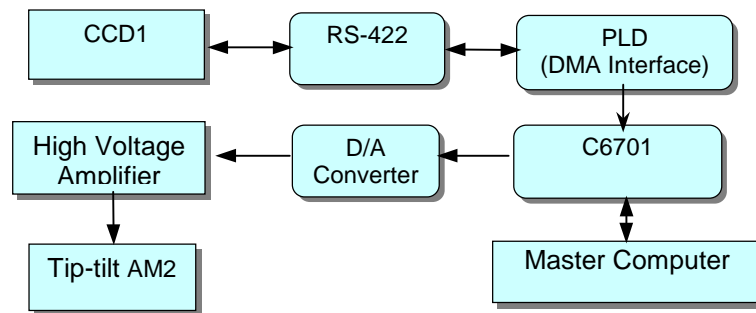 CCD1
RS-422
PLD
(DMA Interface)
High Voltage
Amplifier
D/A
Converter
C6701
Tip-tilt AM2
Master Computer